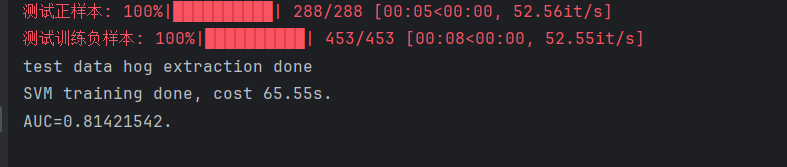 测试正样本: 100%|██████████| 288/288 [00:05<00:00, 52.56it/s]
测试训练负样本: 100%|██████████| 453/453 [00:08<00:00, 52.55it/s]
test data hog extraction done
SVM training done, cost 65.55s.
AUC=0.81421542.